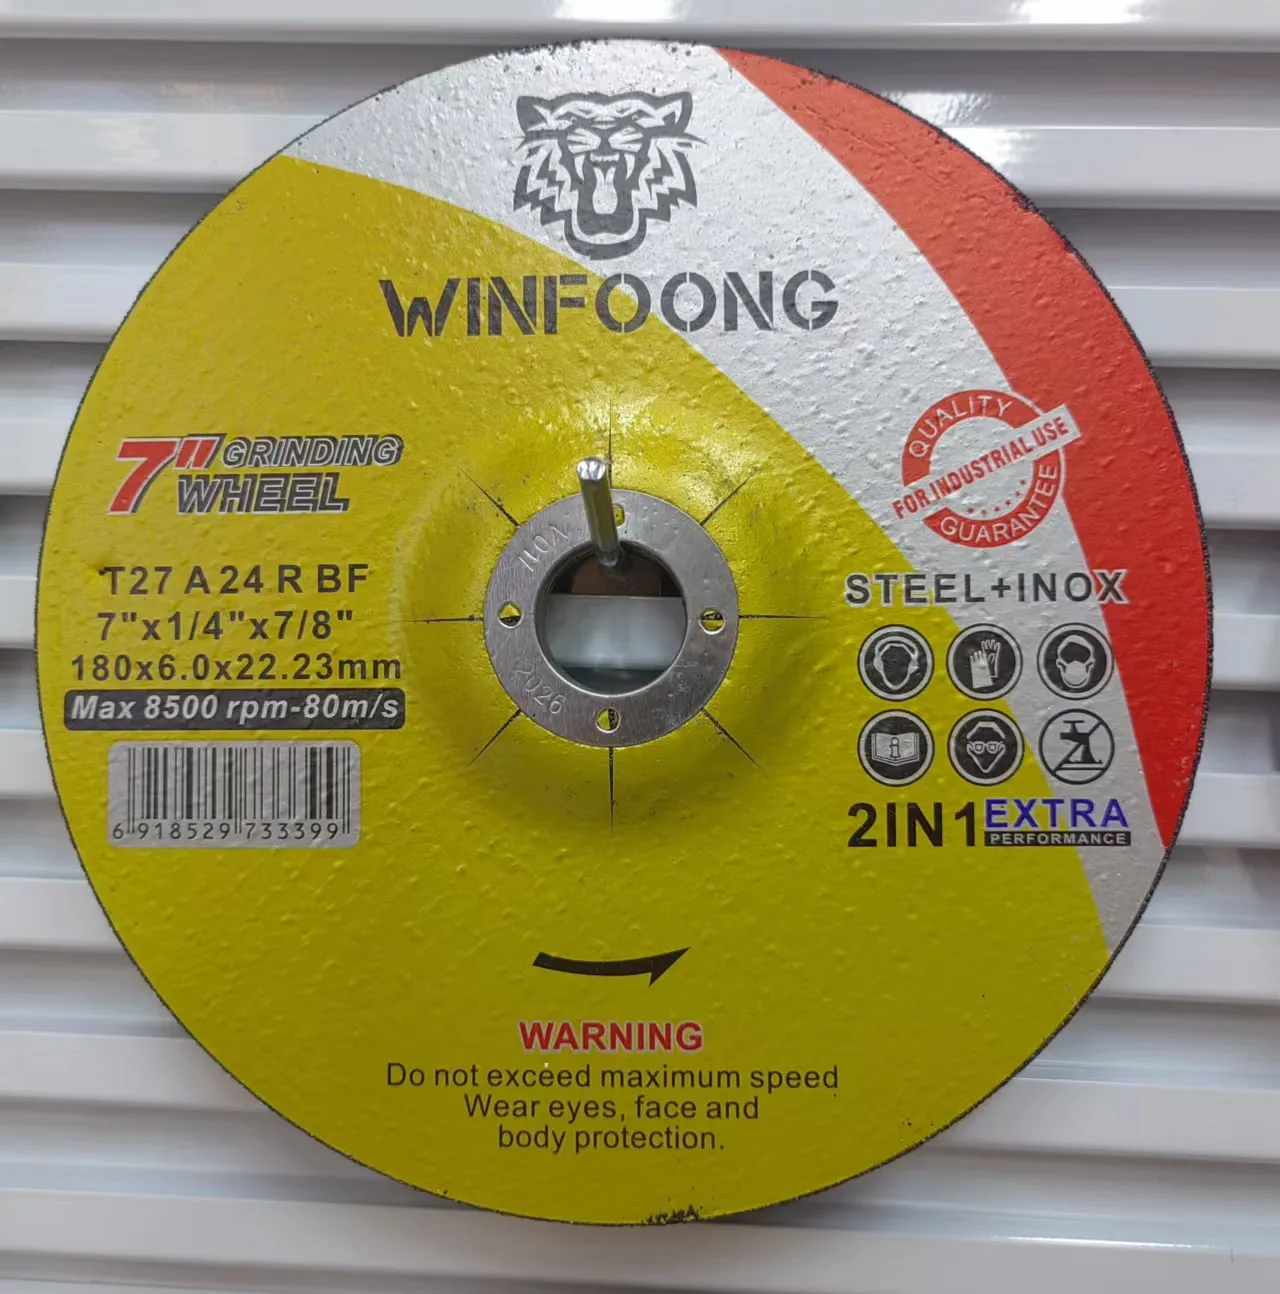 WINFOONG
7" GRINDING
WHEEL
T27 A 24 R BF
7"x1/4"x7/8"
180x6.0x22.23mm
Max 8500 rpm-80m/s
6 918529 733399
V01/
2026
QUALITY
FOR INDUSTRIAL USE
GUARANTEE
STEEL+INOX
2IN1 EXTRA
PERFORMANCE
WARNING
Do not exceed maximum speed
Wear eyes, face and
body protection.